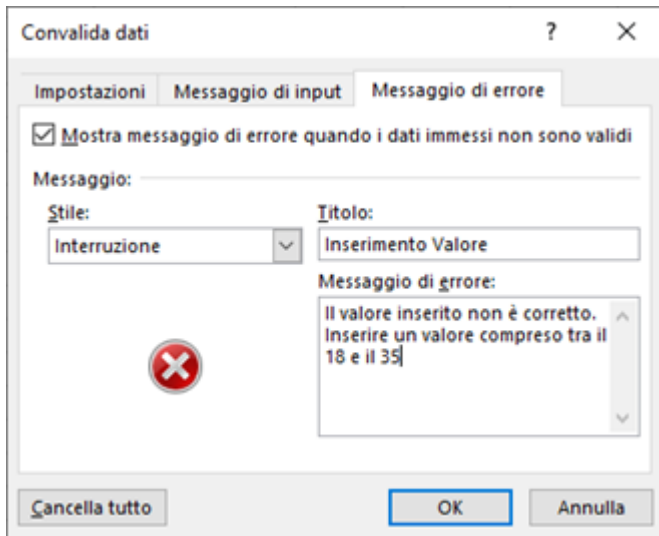 Convalida dati ? ×
Impostazioni Messaggio di input Messaggio di errore
Mostra messaggio di errore quando i dati immessi non sono validi
Messaggio:
Stile: Titolo:
Interruzione Inserimento Valore
Messaggio di errore:
Il valore inserito non è corretto.
Inserire un valore compreso tra il
18 e il 35
Cancella tutto OK Annulla